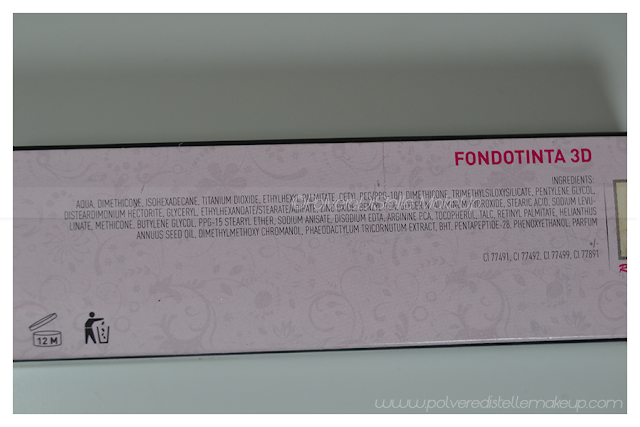 FONDOTINTA 3D
INGREDIENTS:
AQUA, DIMETHICONE, ISOHEXADECANE, TITANIUM DIOXIDE, ETHYLHEXYL PALMITATE, CETYL PEG/PPG-10/1 DIMETHICONE, TRIMETHYLSILOXYSILICATE, PENTYLENE GLYCOL,
DISTEARDIMONIUM HECTORITE, GLYCERYL ETHYLHEXANOATE/STEARATE/ADIPATE, ZINC OXIDE, ALUMINUM HYDROXIDE, STEARIC ACID, SODIUM LEVU-
LINATE, METHICONE, BUTYLENE GLYCOL, PPG-15 STEARYL ETHER, SODIUM ANISATE, DISODIUM EDTA, ARGININE PCA, TOCOPHEROL, TALC, RETINYL PALMITATE, HELIANTHUS
ANNUUS SEED OIL, DIMETHYLMETHOXY CHROMANOL, PHAEODACTYLUM TRICORNUTUM EXTRACT, BHT, PENTAPEPTIDE-28, PHENOXYETHANOL, PARFUM
+/-
CI 77491, CI 77492, CI 77499, CI 77891
12 M
www.polveredistellemakeup.com